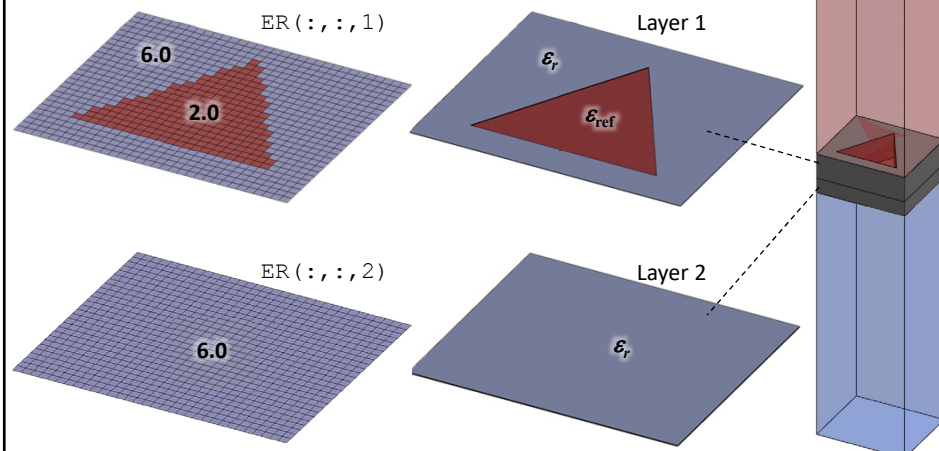 ER(:,:,1)
Layer 1
6.0
εr
2.0
εref
ER(:,:,2)
Layer 2
6.0
εr